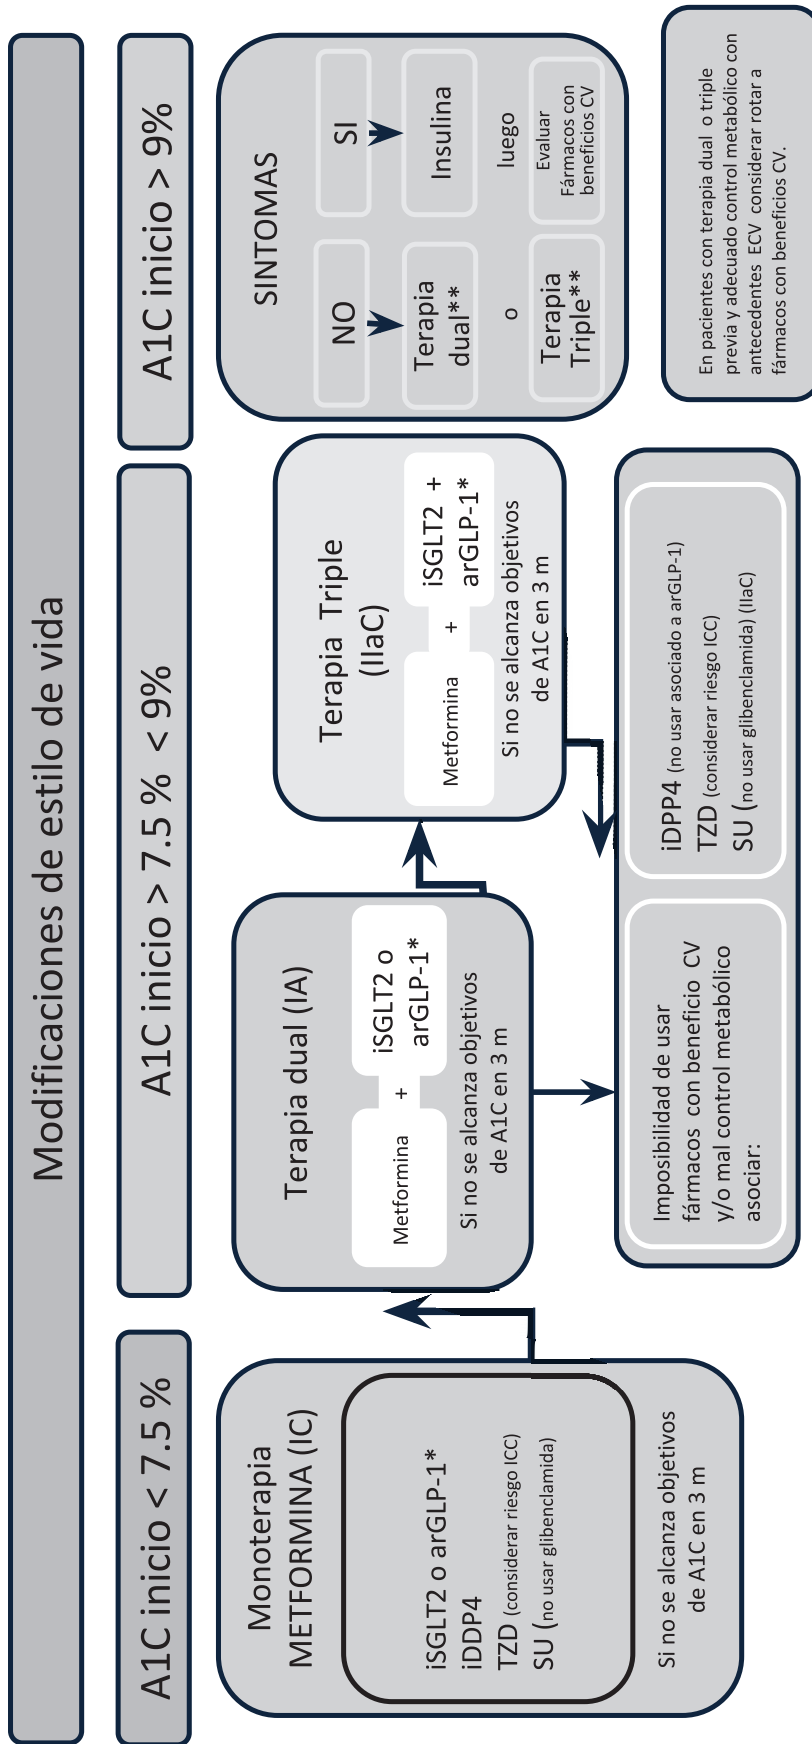 Modificaciones de estilo de vida
A1C inicio < 7.5 %
Monoterapia
METFORMINA (IC)
iSGLT2 o arGLP-1*
iDDP4
TZD (considerar riesgo ICC)
SU (no usar glibenclamida)
Si no se alcanza objetivos
de A1C en 3 m
A1C inicio > 7.5 % < 9%
Terapia dual (IA)
Metformina
+
iSGLT2 o
arGLP-1*
Si no se alcanza objetivos
de A1C en 3 m
Terapia Triple
(IIaC)
Metformina
+
iSGLT2 +
arGLP-1*
Si no se alcanza objetivos
de A1C en 3 m
Imposibilidad de usar
fármacos con beneficio CV
y/o mal control metabólico
asociar:
iDPP4 (no usar asociado a arGLP-1)
TZD (considerar riesgo ICC)
SU (no usar glibenclamida) (IIaC)
A1C inicio > 9%
SINTOMAS
NO
Terapia
dual**
o
Terapia
Triple**
SI
Insulina
luego
Evaluar
Fármacos con
beneficios CV
En pacientes con terapia dual o triple
previa y adecuado control metabólico con
antecedentes ECV considerar rotar a
fármacos con beneficios CV.